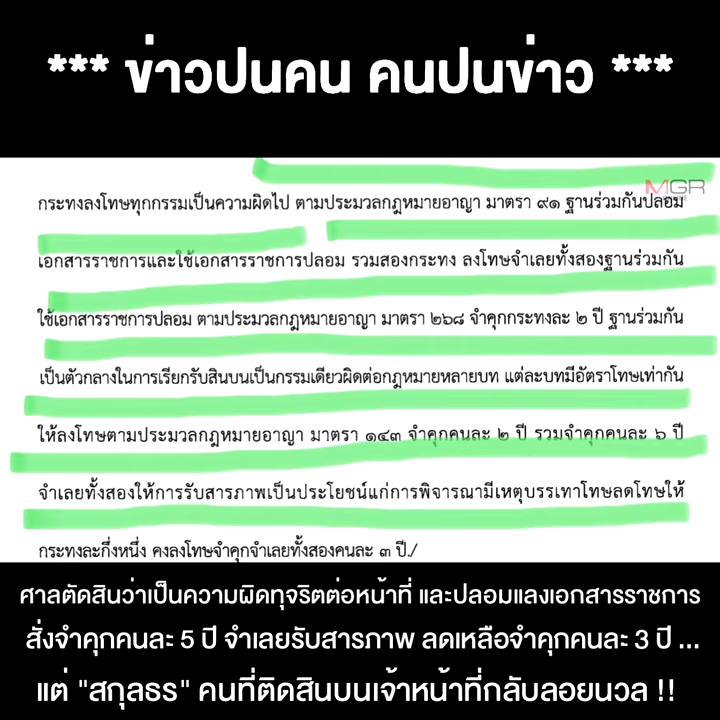 *** ข่าวปนคน คนปนข่าว ***
MGR
กระทงลงโทษทุกกรรมเป็นความผิดไป ตามประมวลกฎหมายอาญา มาตรา ๙๑ ฐานร่วมกันปลอม
เอกสารราชการและใช้เอกสารราชการปลอม รวมสองกระทง ลงโทษจำเลยทั้งสองฐานร่วมกัน
ใช้เอกสารราชการปลอม ตามประมวลกฎหมายอาญา มาตรา ๒๖๘ จำคุกกระทงละ ๒ ปี ฐานร่วมกัน
เป็นตัวกลางในการเรียกรับสินบนเป็นกรรมเดียวผิดต่อกฎหมายหลายบท แต่ละบทมีอัตราโทษเท่ากัน
ให้ลงโทษตามประมวลกฎหมายอาญา มาตรา ๑๔๓ จำคุกคนละ ๒ ปี รวมจำคุกคนละ ๖ ปี
จำเลยทั้งสองให้การรับสารภาพเป็นประโยชน์แก่การพิจารณามีเหตุบรรเทาโทษลดโทษให้
กระทงละกึ่งหนึ่ง คงลงโทษจำคุกจำเลยทั้งสองคนละ ๓ ปี./
ศาลตัดสินว่าเป็นความผิดทุจริตต่อหน้าที่ และปลอมแลงเอกสารราชการ
สั่งจำคุกคนละ 5 ปี จำเลยรับสารภาพ ลดเหลือจำคุกคนละ 3 ปี ...
แต่ "สกุลธร" คนที่ติดสินบนเจ้าหน้าที่กลับลอยนวล !!